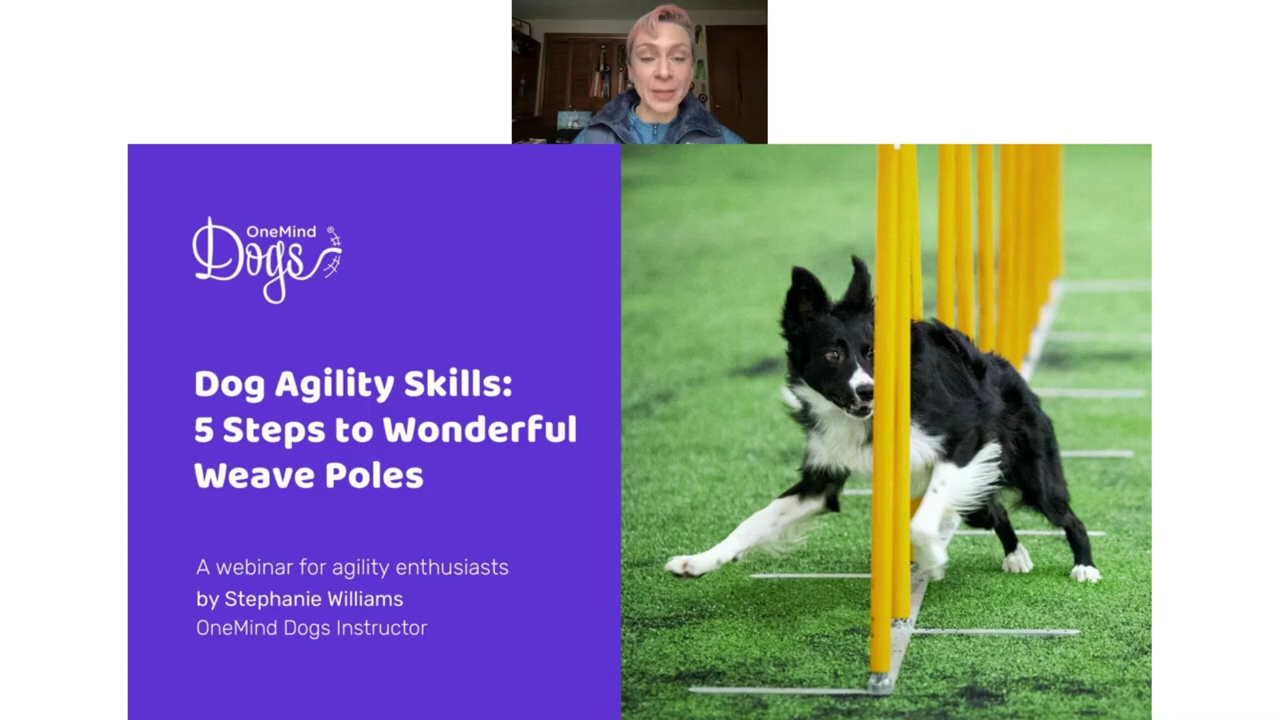 OneMind
Dogs
Dog Agility Skills:
5 Steps to Wonderful
Weave Poles
A webinar for agility enthusiasts
by Stephanie Williams
OneMind Dogs Instructor